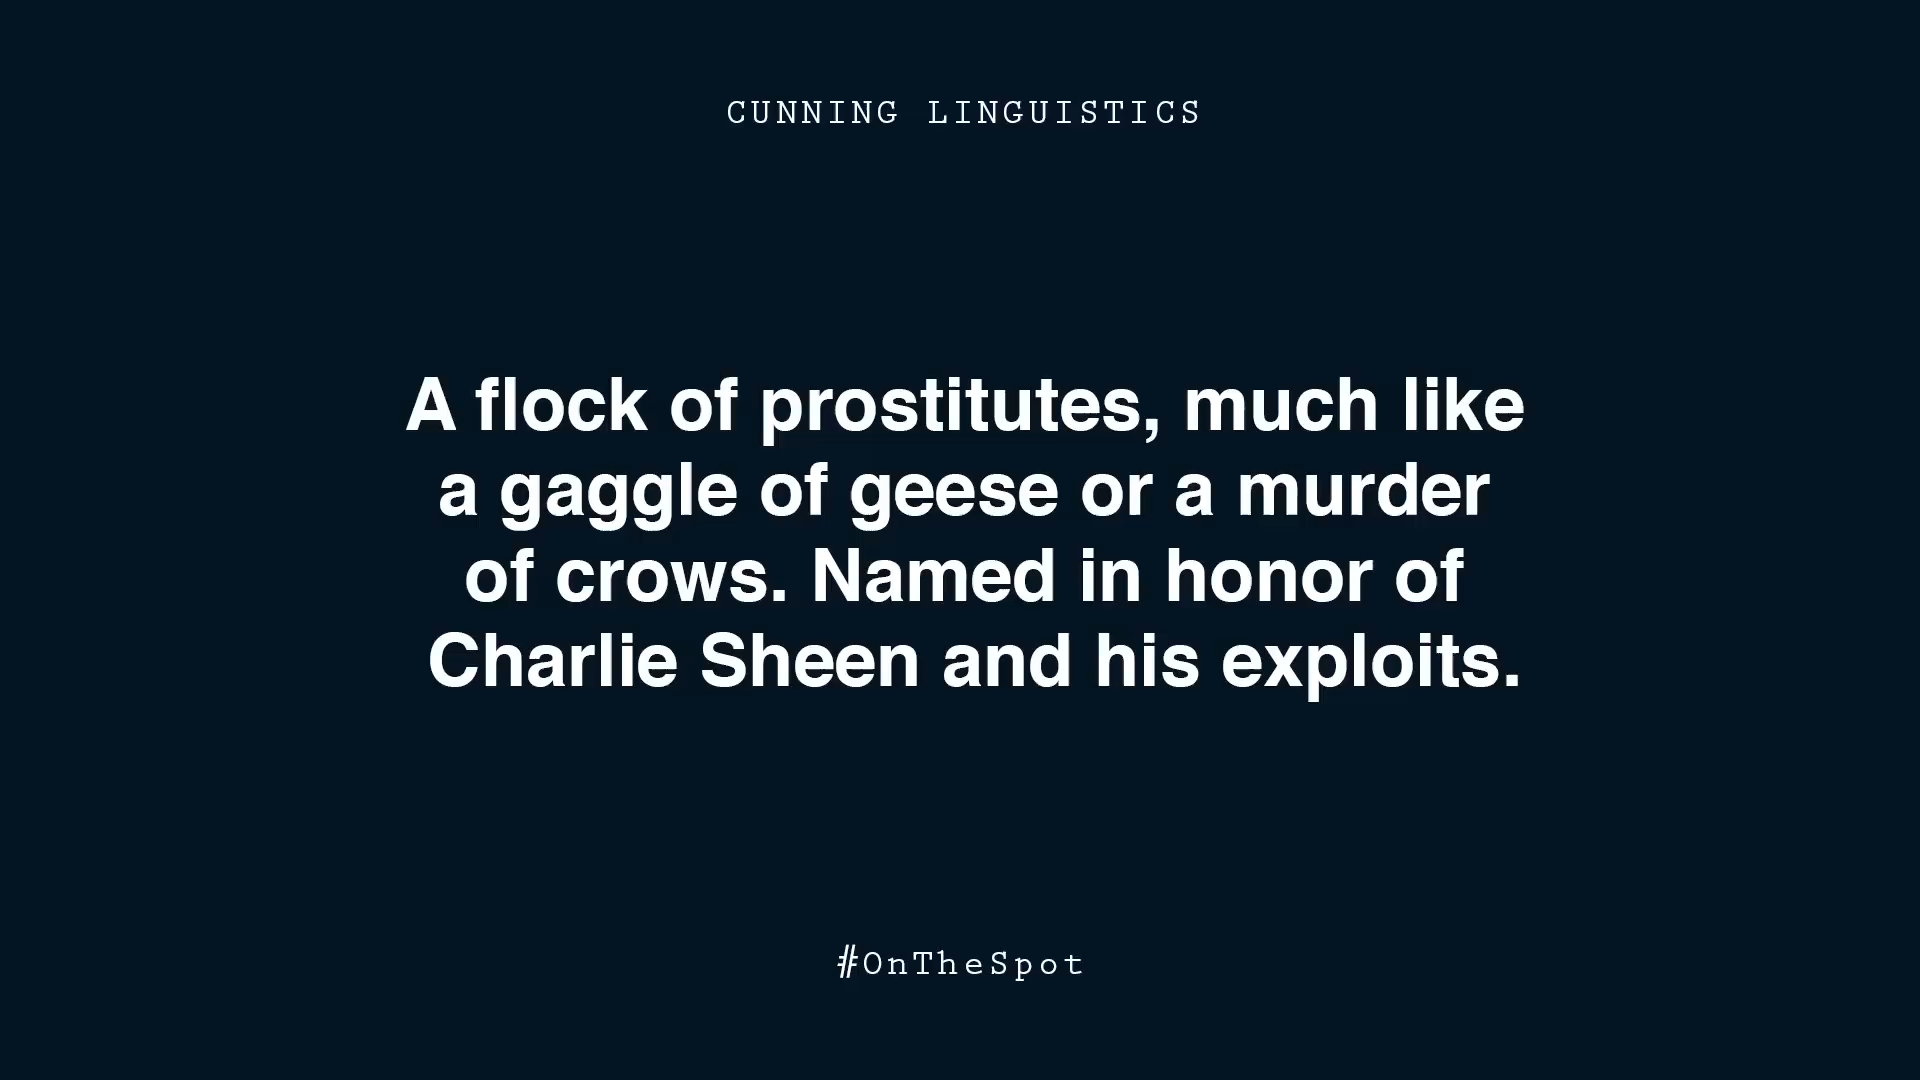 CUNNING LINGUISTICS
A flock of prostitutes, much like
a gaggle of geese or a murder
of crows. Named in honor of
Charlie Sheen and his exploits.
#OnTheSpot